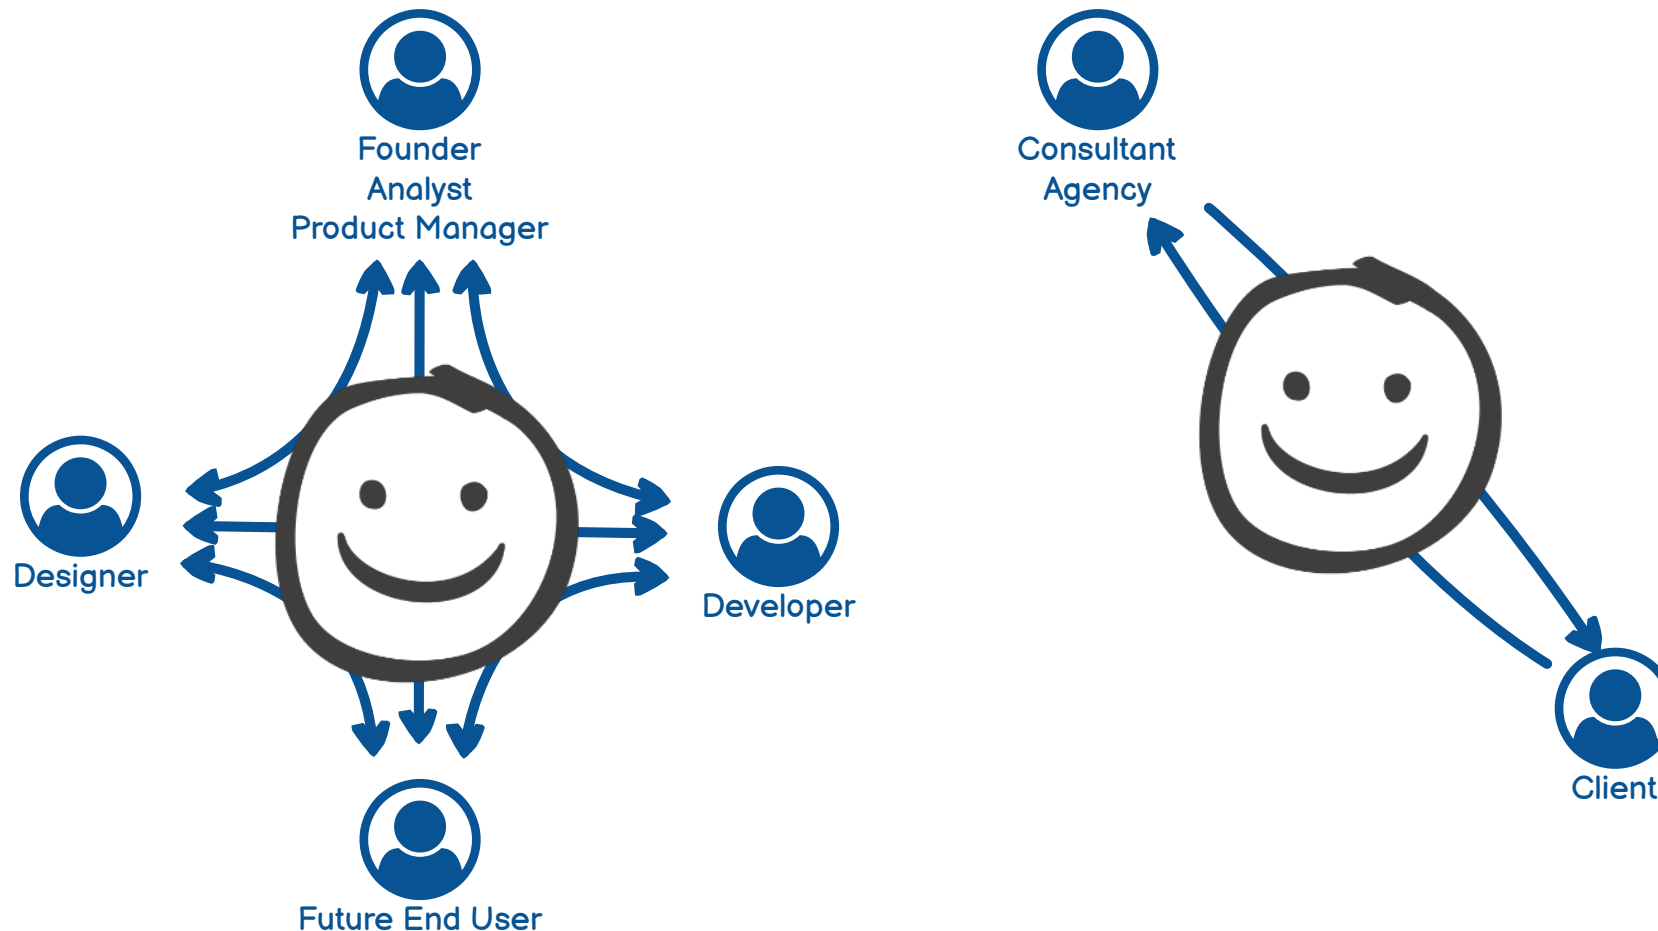 Founder
Analyst
Product Manager
Designer
Developer
Future End User
Consultant
Agency
Client